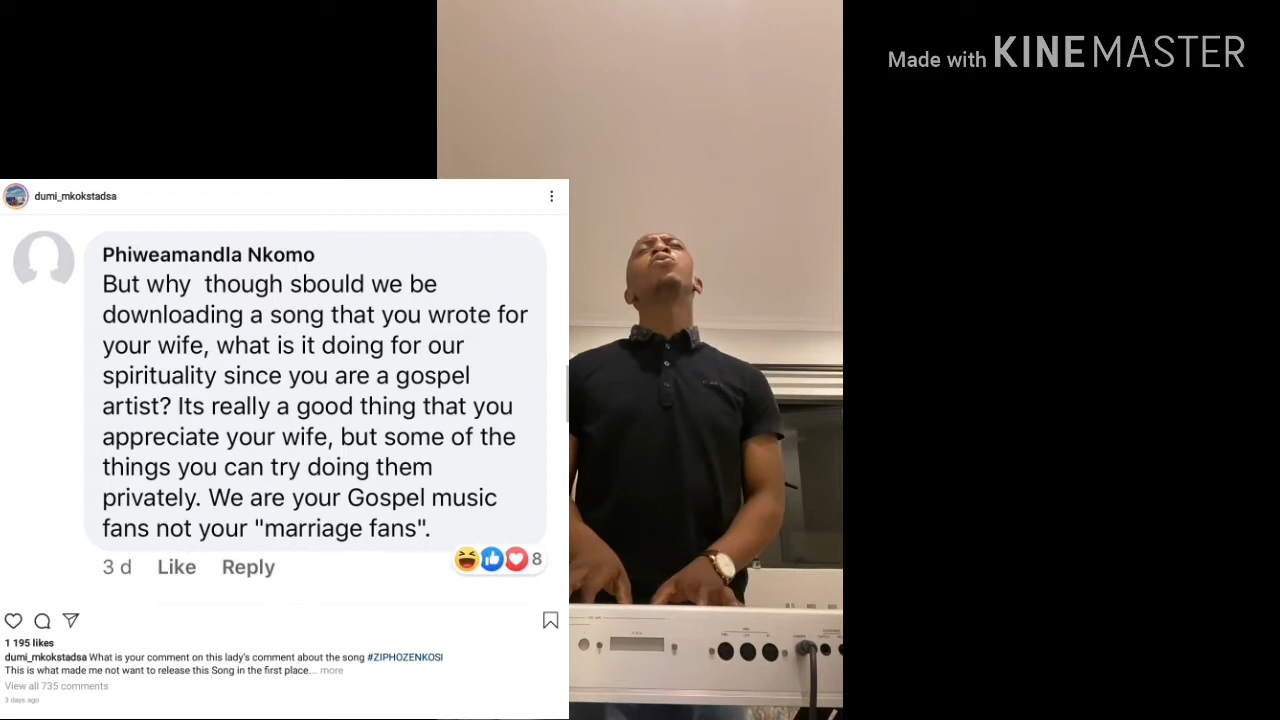 Made with KINEMASTER
dumi_mkokstadsa
Phiweamandla Nkomo
But why though sbould we be
downloading a song that you wrote for
your wife, what is it doing for our
spirituality since you are a gospel
artist? Its really a good thing that you
appreciate your wife, but some of the
things you can try doing them
privately. We are your Gospel music
fans not your "marriage fans".
3 d Like Reply 8
1 195 likes
dumi_mkokstadsa What is your comment on this lady's comment about the song #ZIPHOZENKOSI
This is what made me not want to release this Song in the first place... more
View all 735 comments
3 days ago